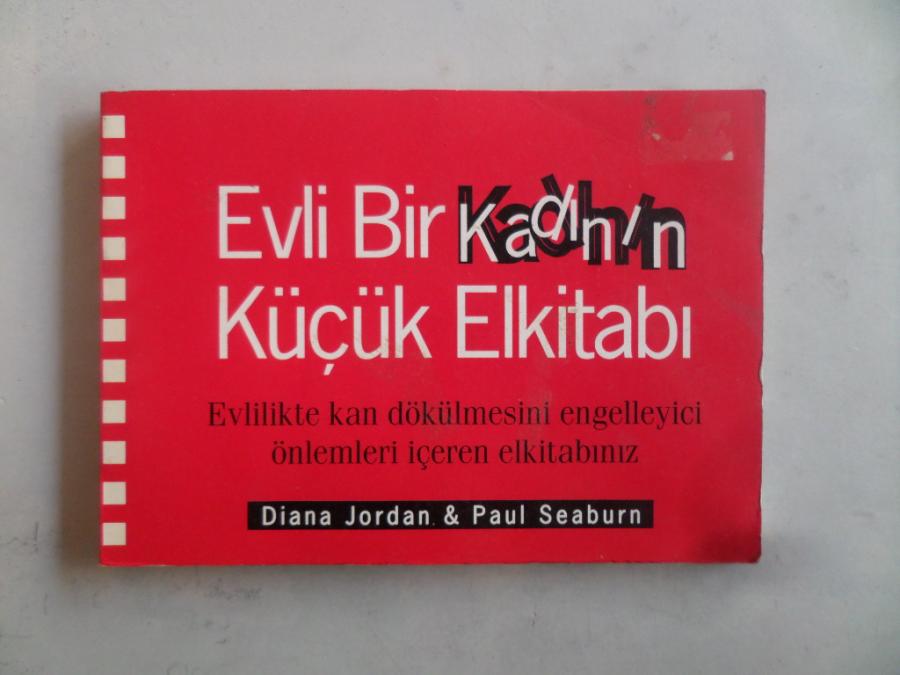 Evli Bir Kadının
Küçük Elkitabı
Evlilikte kan dökülmesini engelleyici
önlemleri içeren elkitabınız
Diana Jordan & Paul Seaburn